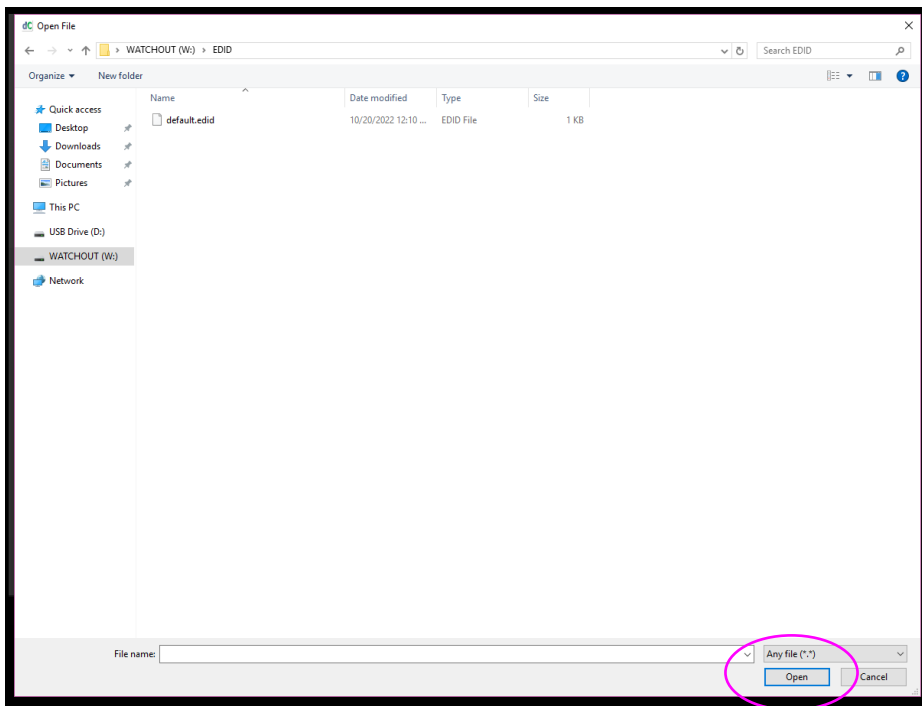 dC Open File
WATCHOUT (W:) › EDID
Search EDID
Organize
New folder
Name
Date modified
Type
Size
default.edid
10/20/2022 12:10 ...
EDID File
1 KB
Quick access
Desktop
Downloads
Documents
Pictures
This PC
USB Drive (D:)
WATCHOUT (W:)
Network
File name:
Any file (*.*)
Open
Cancel